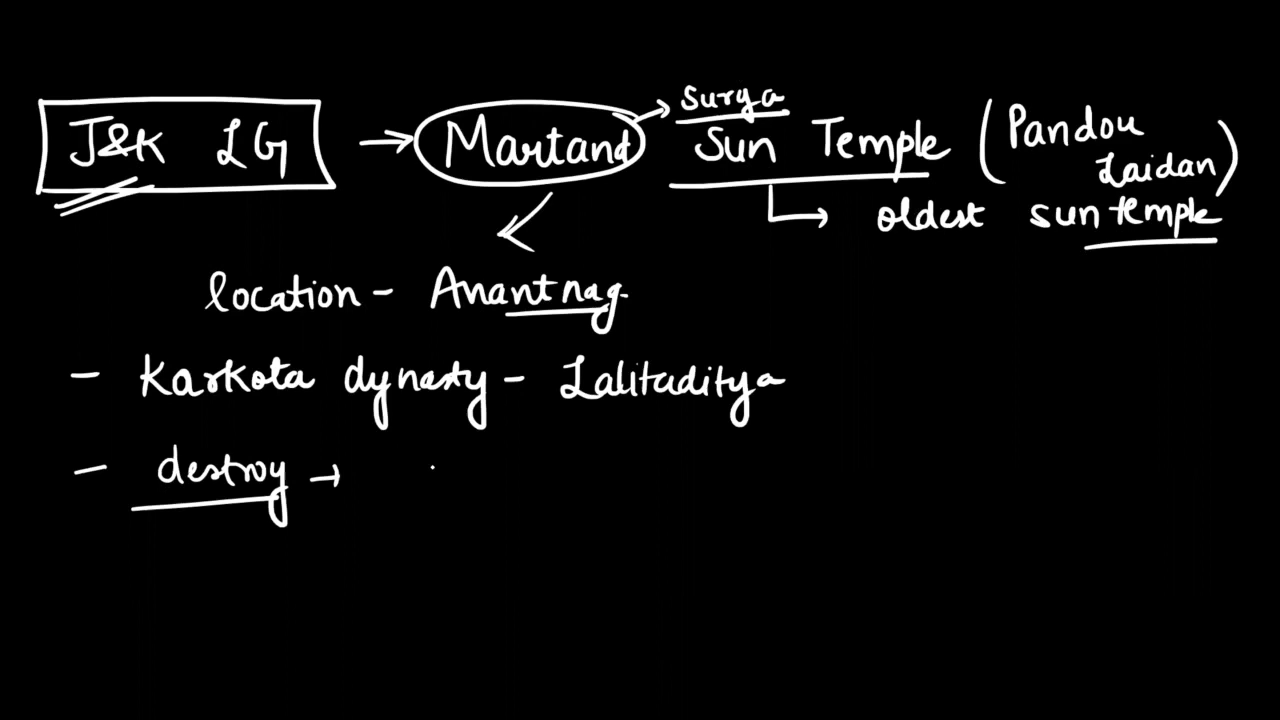 J&K LG → Martand → Surya
Sun Temple (Pandou Laidan)
→ oldest sun temple
location - Anantnag.
- Karkota dynasty - Lalitaditya
- destroy →